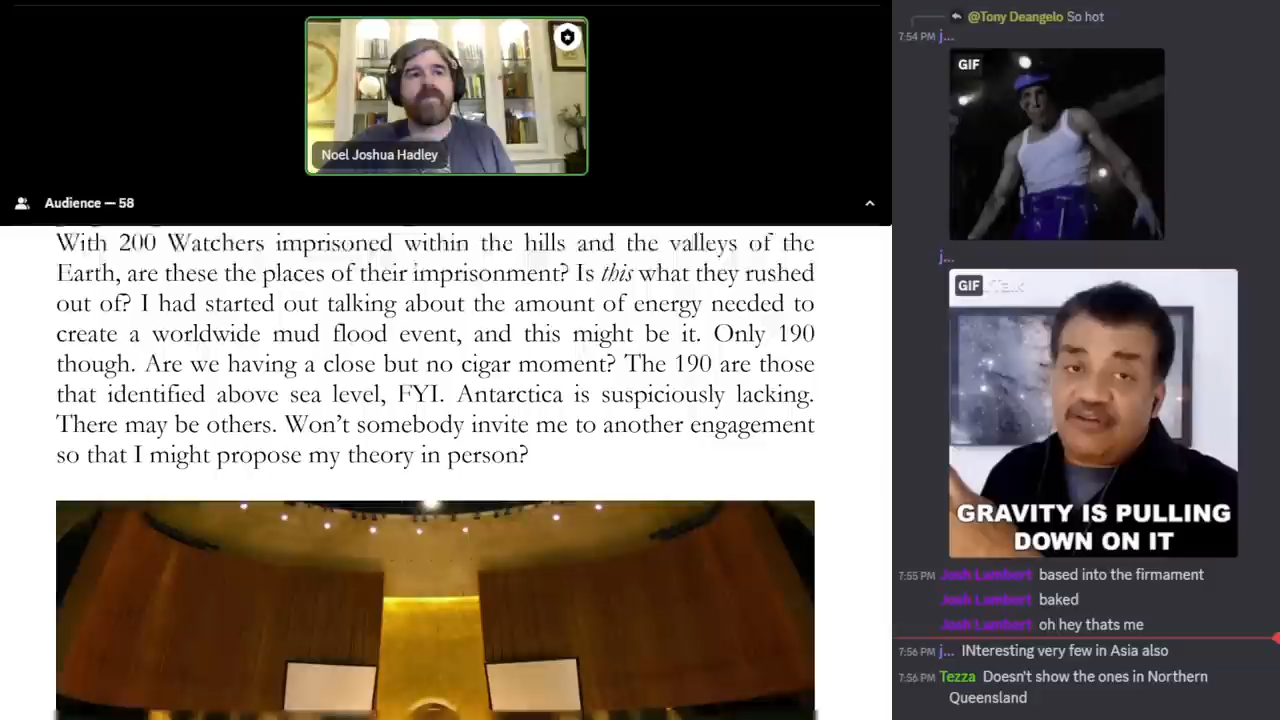 Noel Joshua Hadley
Audience — 58
With 200 Watchers imprisoned within the hills and the valleys of the
Earth, are these the places of their imprisonment? Is this what they rushed
out of? I had started out talking about the amount of energy needed to
create a worldwide mud flood event, and this might be it. Only 190
though. Are we having a close but no cigar moment? The 190 are those
that identified above sea level, FYI. Antarctica is suspiciously lacking.
There may be others. Won’t somebody invite me to another engagement
so that I might propose my theory in person?
@Tony Deangelo So hot
7:54 PM j...
GIF
j...
GIF
GRAVITY IS PULLING
DOWN ON IT
7:55 PM Josh Lambert based into the firmament
Josh Lambert baked
Josh Lambert oh hey thats me
7:56 PM j... INteresting very few in Asia also
7:56 PM Tezza Doesn't show the ones in Northern
Queensland